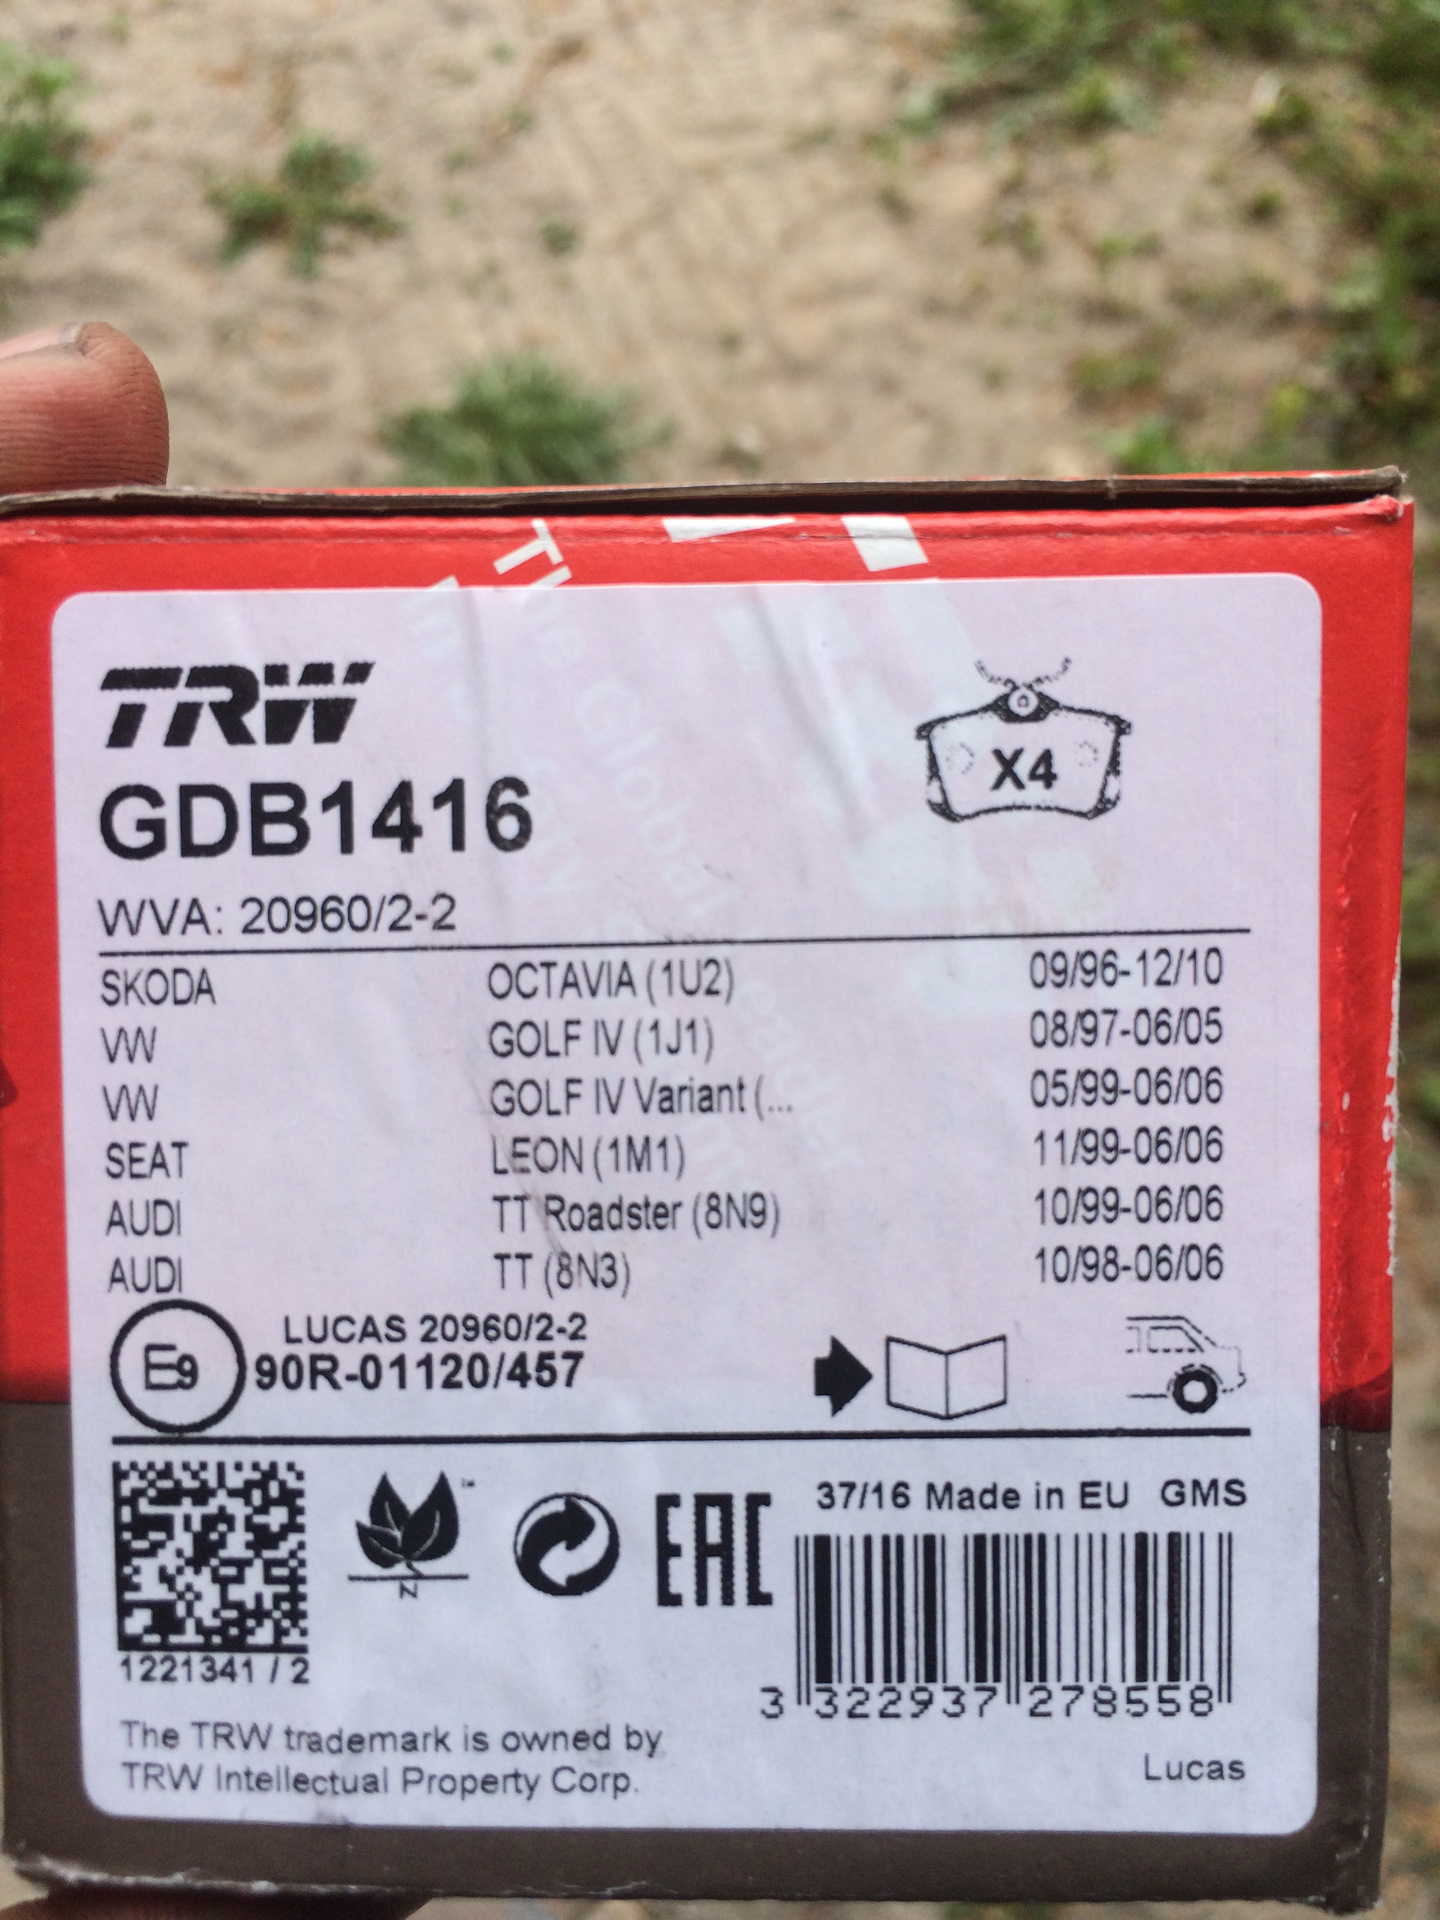 TRW
GDB1416
X4
WVA: 20960/2-2
SKODA OCTAVIA (1U2) 09/96-12/10
VW GOLF IV (1J1) 08/97-06/05
VW GOLF IV Variant (... 05/99-06/06
SEAT LEON (1M1) 11/99-06/06
AUDI TT Roadster (8N9) 10/99-06/06
AUDI TT (8N3) 10/98-06/06
E9
LUCAS 20960/2-2
90R-01120/457
37/16 Made in EU GMS
EAC
N
1221341 / 2
3 322937 278558
The TRW trademark is owned by
TRW Intellectual Property Corp.
Lucas
The Global Leader